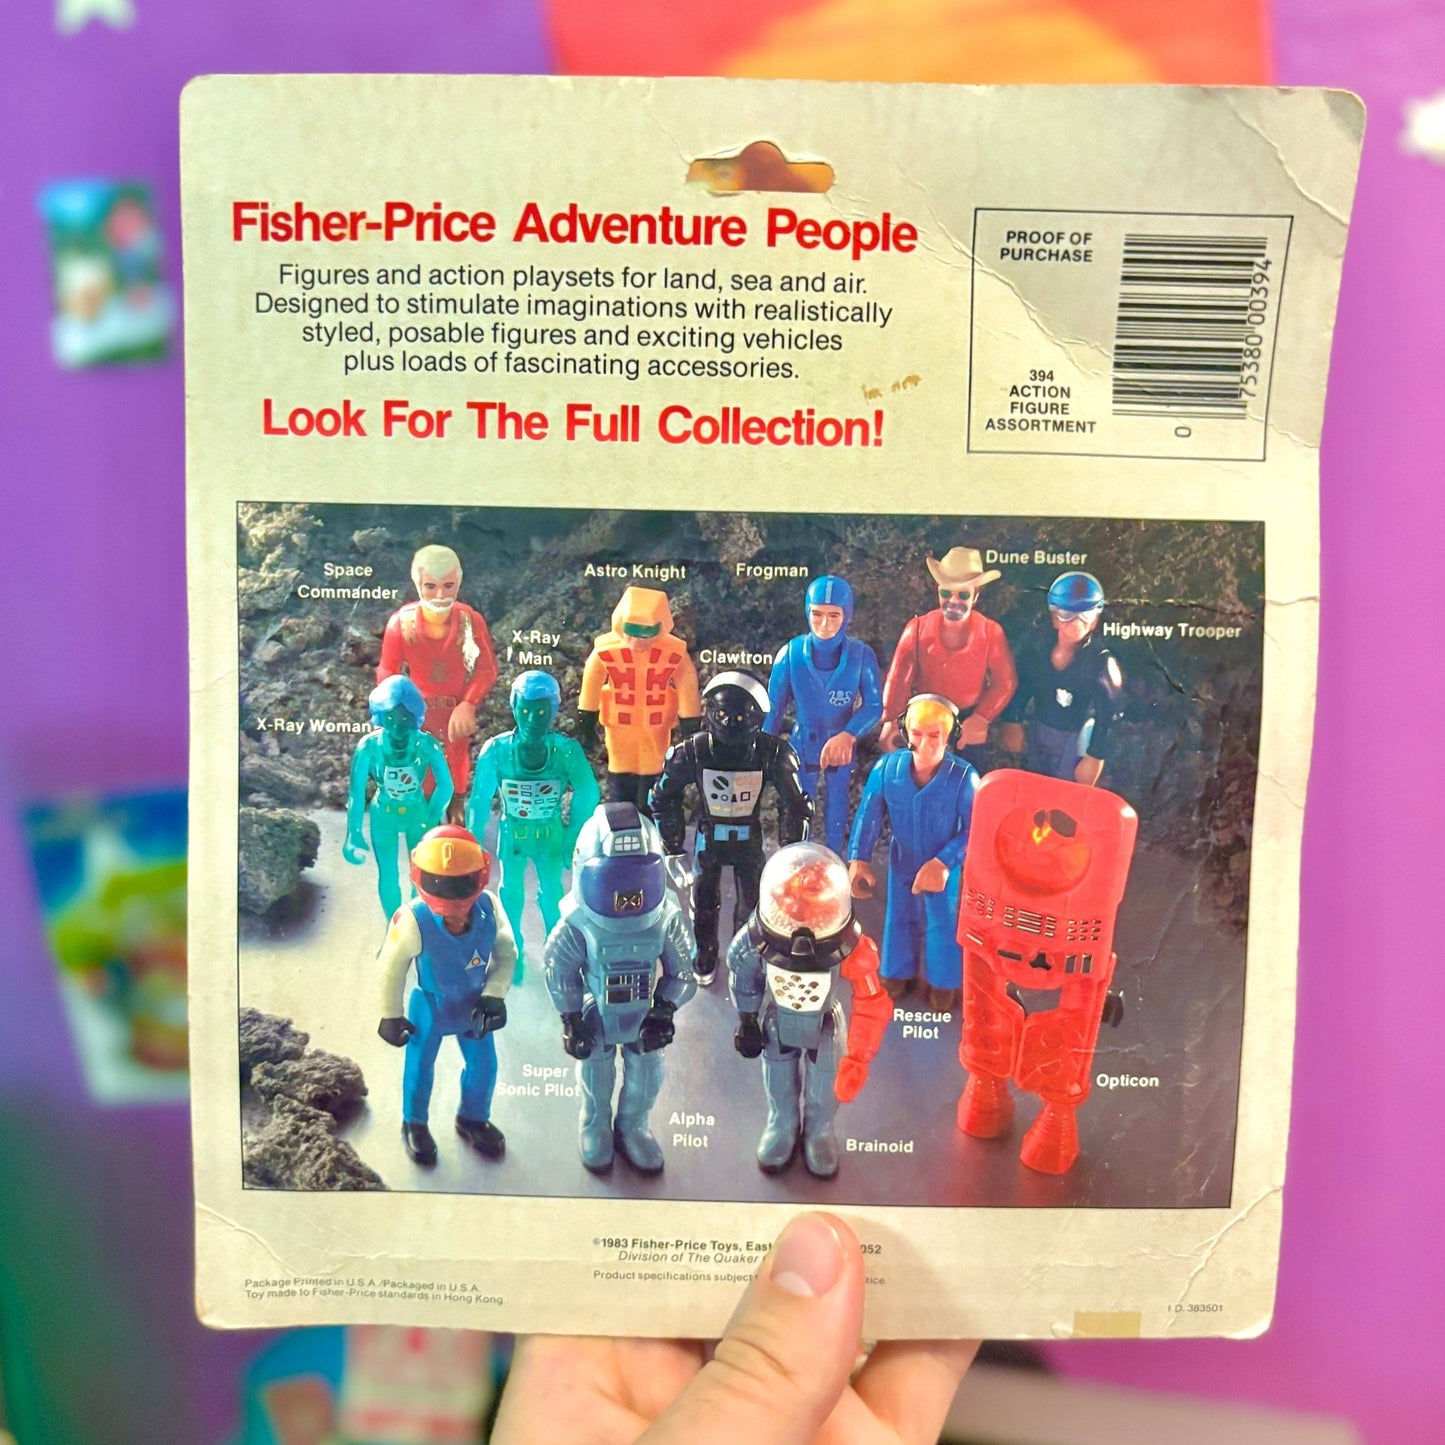 Fisher-Price Adventure People
Figures and action playsets for land, sea and air.
Designed to stimulate imaginations with realistically
styled, posable figures and exciting vehicles
plus loads of fascinating accessories.
Look For The Full Collection!
PROOF OF
PURCHASE
394
ACTION
FIGURE
ASSORTMENT
75380 00394
0
Space
Commander
Astro Knight
Frogman
Dune Buster
Highway Trooper
X-Ray
Man
Clawtron
X-Ray Woman
Rescue
Pilot
Super
Sonic Pilot
Opticon
Alpha
Pilot
Brainoid
©1983 Fisher-Price Toys, East 052
Division of The Quaker
Product specifications subject
Package Printed in U.S.A./Packaged in U.S.A.
Toy made to Fisher-Price standards in Hong Kong
I.D. 383501